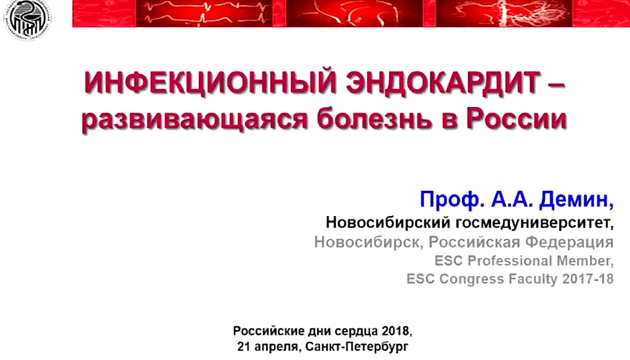 ИНФЕКЦИОННЫЙ ЭНДОКАРДИТ –
развивающаяся болезнь в России
Проф. А.А. Демин,
Новосибирский госмедуниверситет,
Новосибирск, Российская Федерация
ESC Professional Member,
ESC Congress Faculty 2017-18
Российские дни сердца 2018,
21 апреля, Санкт-Петербург